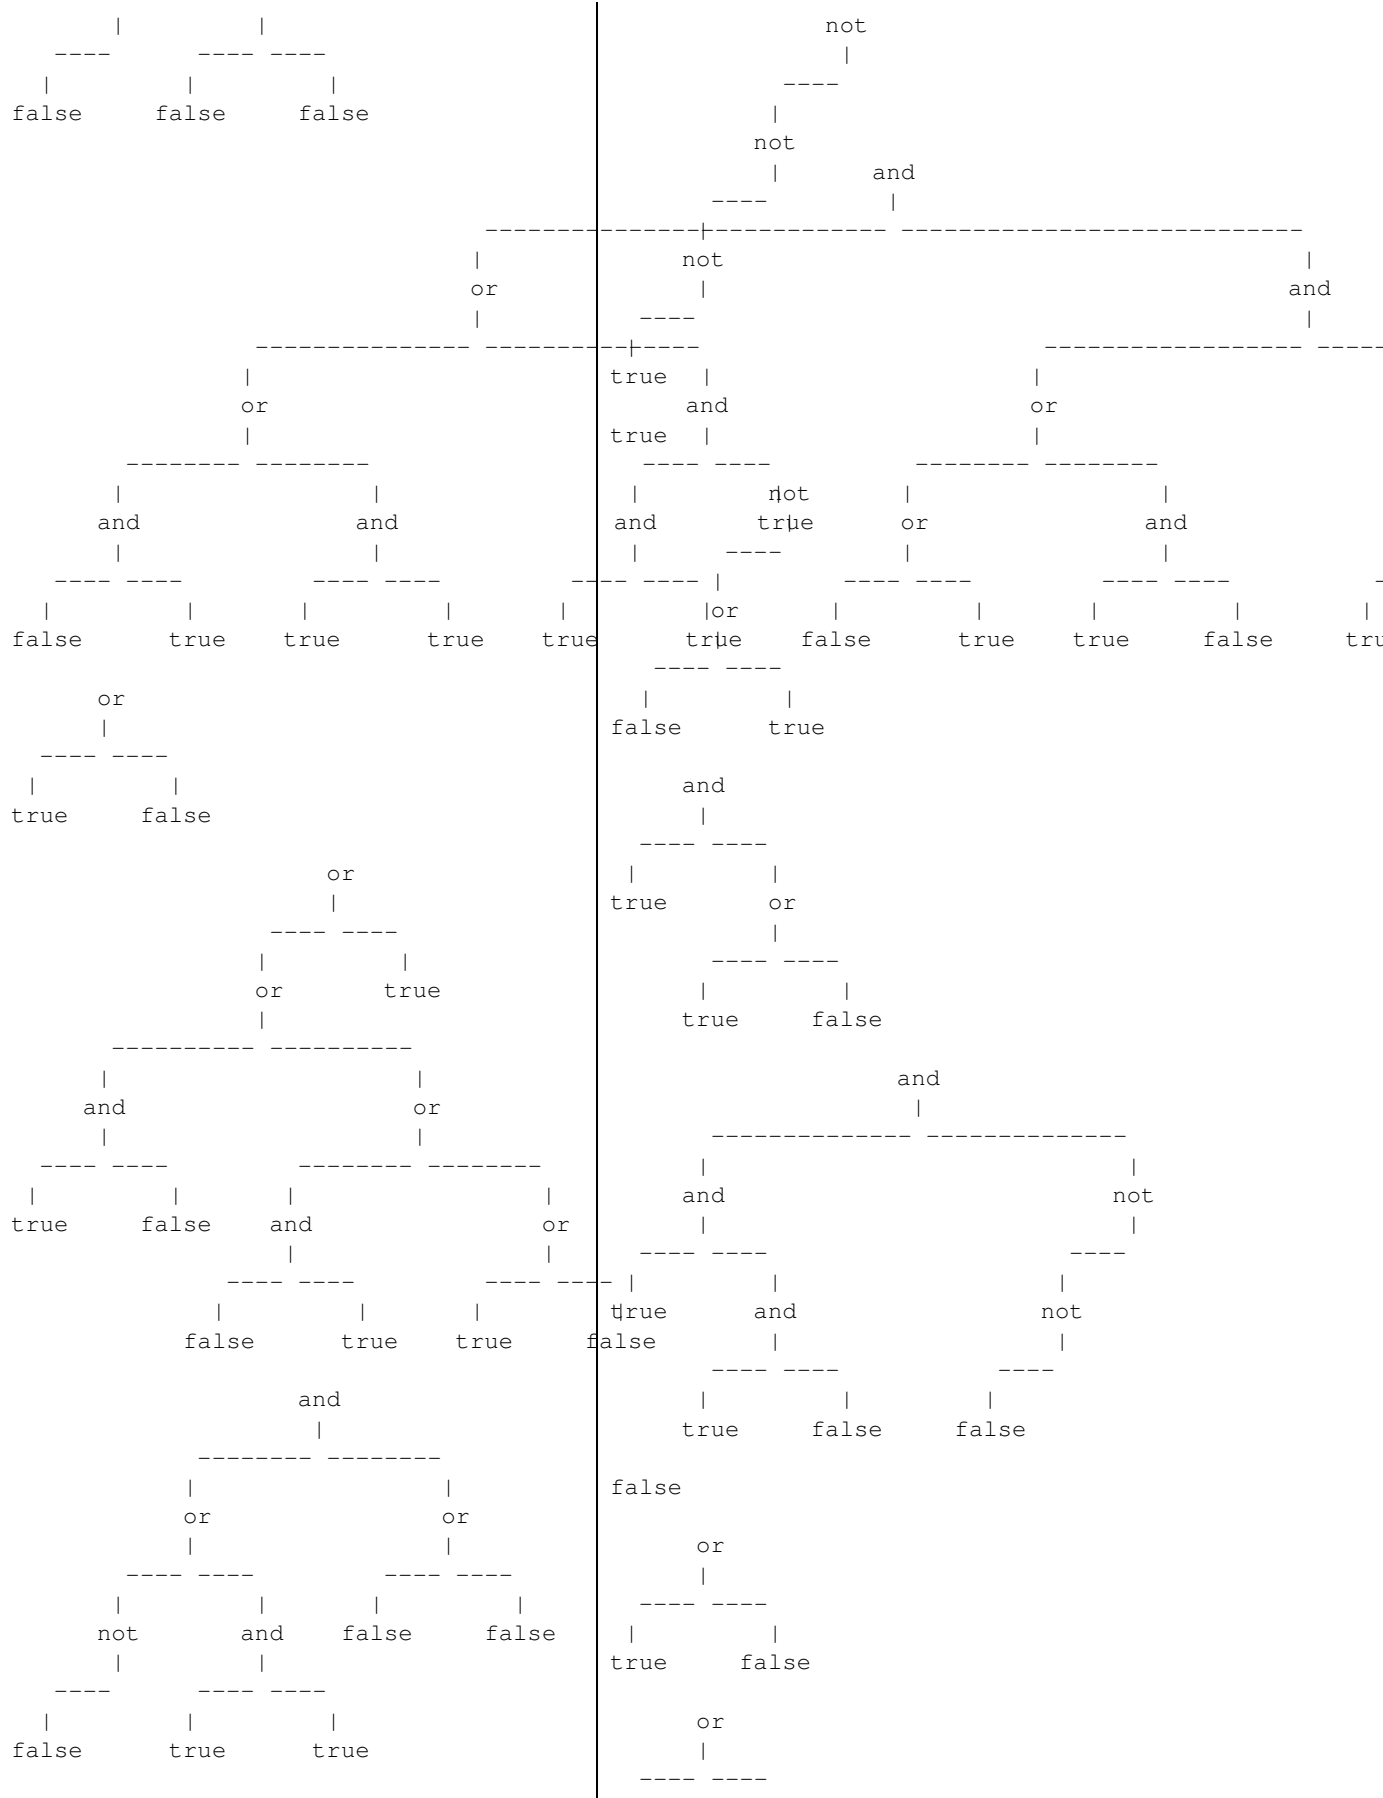 false false false
or
or
and and
false true true true true
or
true false
or
or true
and or
true false and or
false true true false
and
or or
not and false false
false true true
not
not
and
not
and
true
and or
true
not
and true or and
or
true false true true false
false true
and
true or
true false
and
and not
true and not
true false false
false
or
true false
or